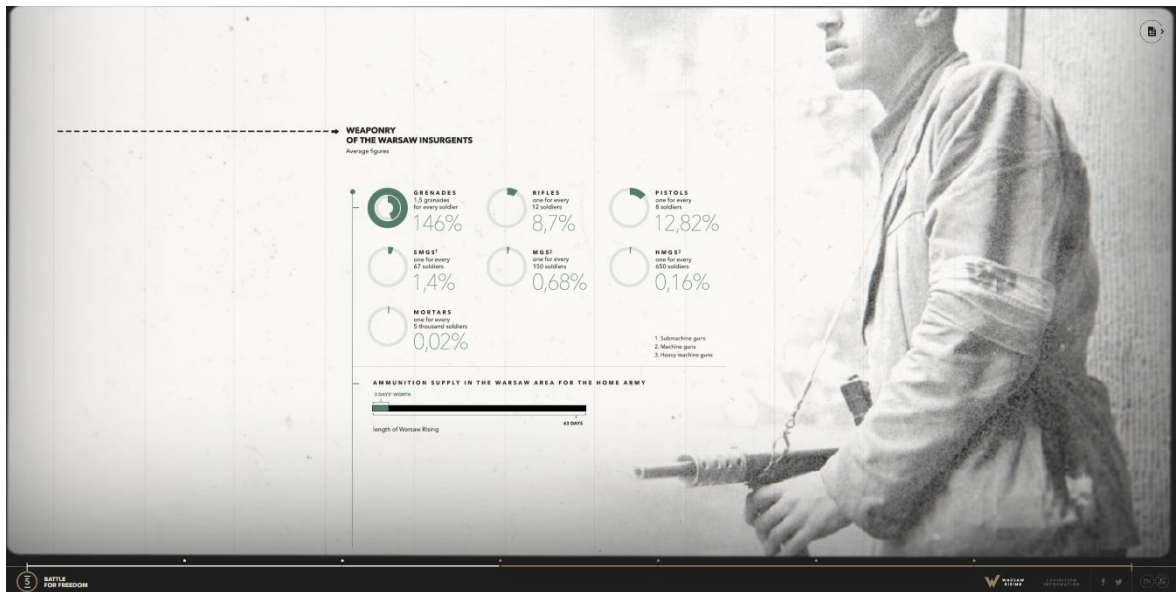 WEAPONRY
OF THE WARSAW INSURGENTS
Average figures
GRENADES
1,5 grenades
for every soldier
146%
RIFLES
one for every
12 soldiers
8,7%
PISTOLS
one for every
8 soldiers
12,82%
SMGS1
one for every
67 soldiers
1,4%
MGS2
one for every
150 soldiers
0,68%
HMGS3
one for every
650 soldiers
0,16%
MORTARS
one for every
5 thousand soldiers
0,02%
1. Submachine guns
2. Machine guns
3. Heavy machine guns
AMMUNITION SUPPLY IN THE WARSAW AREA FOR THE HOME ARMY
DAYS' WORTH
63 DAYS
length of Warsaw Rising
5
BATTLE
FOR FREEDOM
WARSAW
RISING
INFORMATION